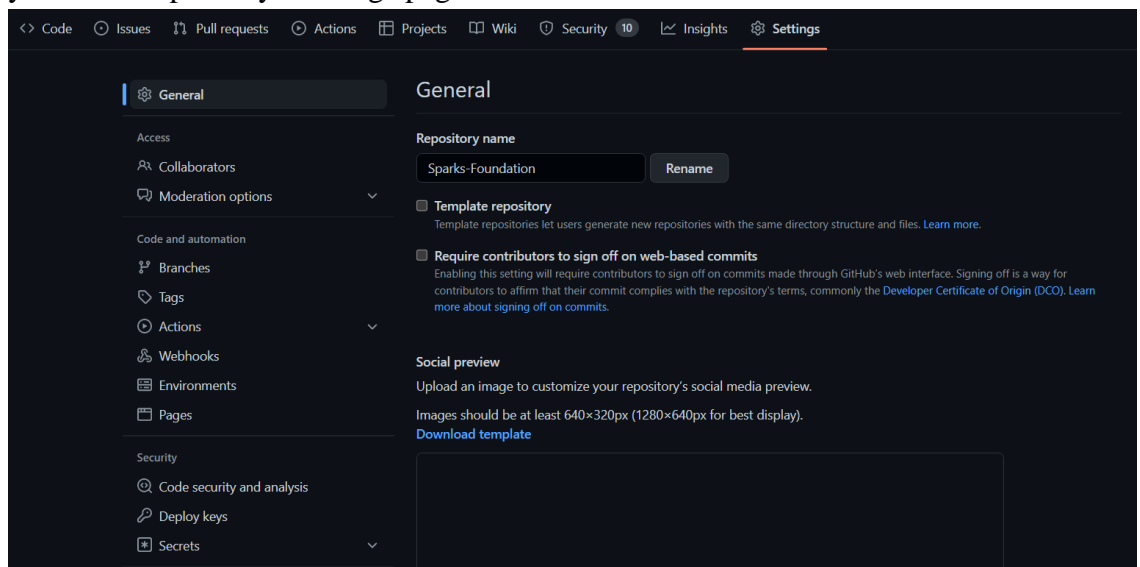 <> Code Issues Pull requests Actions Projects Wiki Security 10 Insights Settings
General
Access
Collaborators
Moderation options
Code and automation
Branches
Tags
Actions
Webhooks
Environments
Pages
Security
Code security and analysis
Deploy keys
Secrets
General
Repository name
Sparks-Foundation Rename
Template repository
Template repositories let users generate new repositories with the same directory structure and files. Learn more.
Require contributors to sign off on web-based commits
Enabling this setting will require contributors to sign off on commits made through GitHub's web interface. Signing off is a way for
contributors to affirm that their commit complies with the repository's terms, commonly the Developer Certificate of Origin (DCO). Learn
more about signing off on commits.
Social preview
Upload an image to customize your repository's social media preview.
Images should be at least 640×320px (1280×640px for best display).
Download template